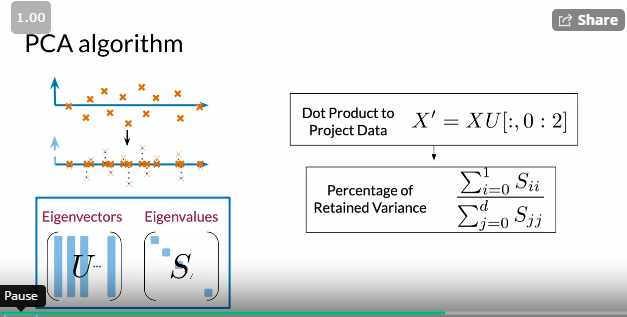 1.00
Share
PCA algorithm
Dot Product to
Project Data
X' = XU[:, 0 : 2]
Percentage of
Retained Variance
\frac{\sum_{i=0}^{1} S_{ii}}{\sum_{j=0}^{d} S_{jj}}
Eigenvectors Eigenvalues
U ...
S
Pause